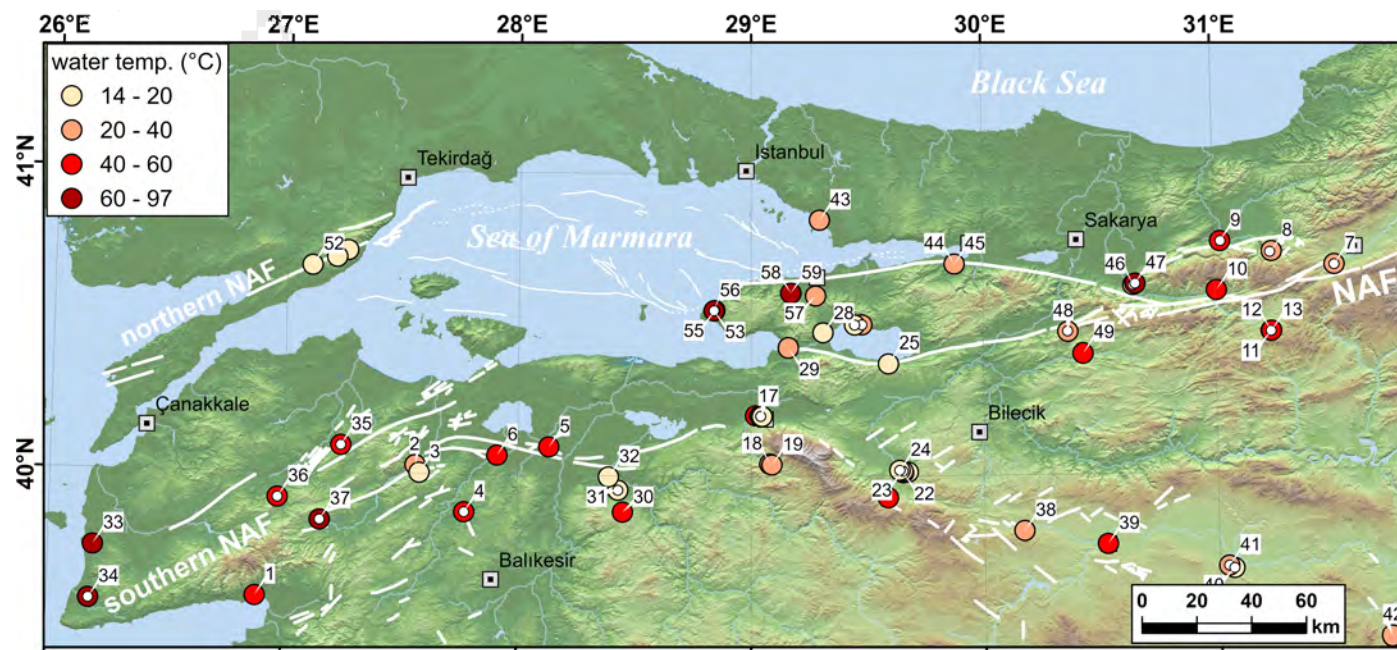 26°E 27°E 28°E 29°E 30°E 31°E
water temp. (°C)
14 - 20
20 - 40
40 - 60
60 - 97
Black Sea
41°N
Tekirdağ
Istanbul
43
Sakarya
9
8
7
52
Sea of Marmara
44 45
46 47
10
NAF
northern NAF
56
58 59
57
28
55 53
48
49
12 13
11
25
29
Çanakkale
17
Bilecik
35
2 3
6
5
40°N
32
18 19
24
36
37
4
31 30
23 22
33
38
39
41
40
34
southern NAF
1
Balıkesir
0 20 40 60
km
42